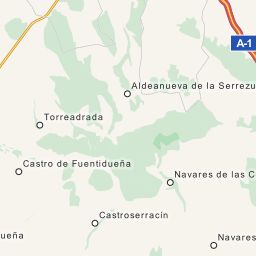 A-1
Aldeanueva de la Serrezu
Torreadrada
Castro de Fuentidueña
Navares de las C
Castroserracín
ueña
Navares